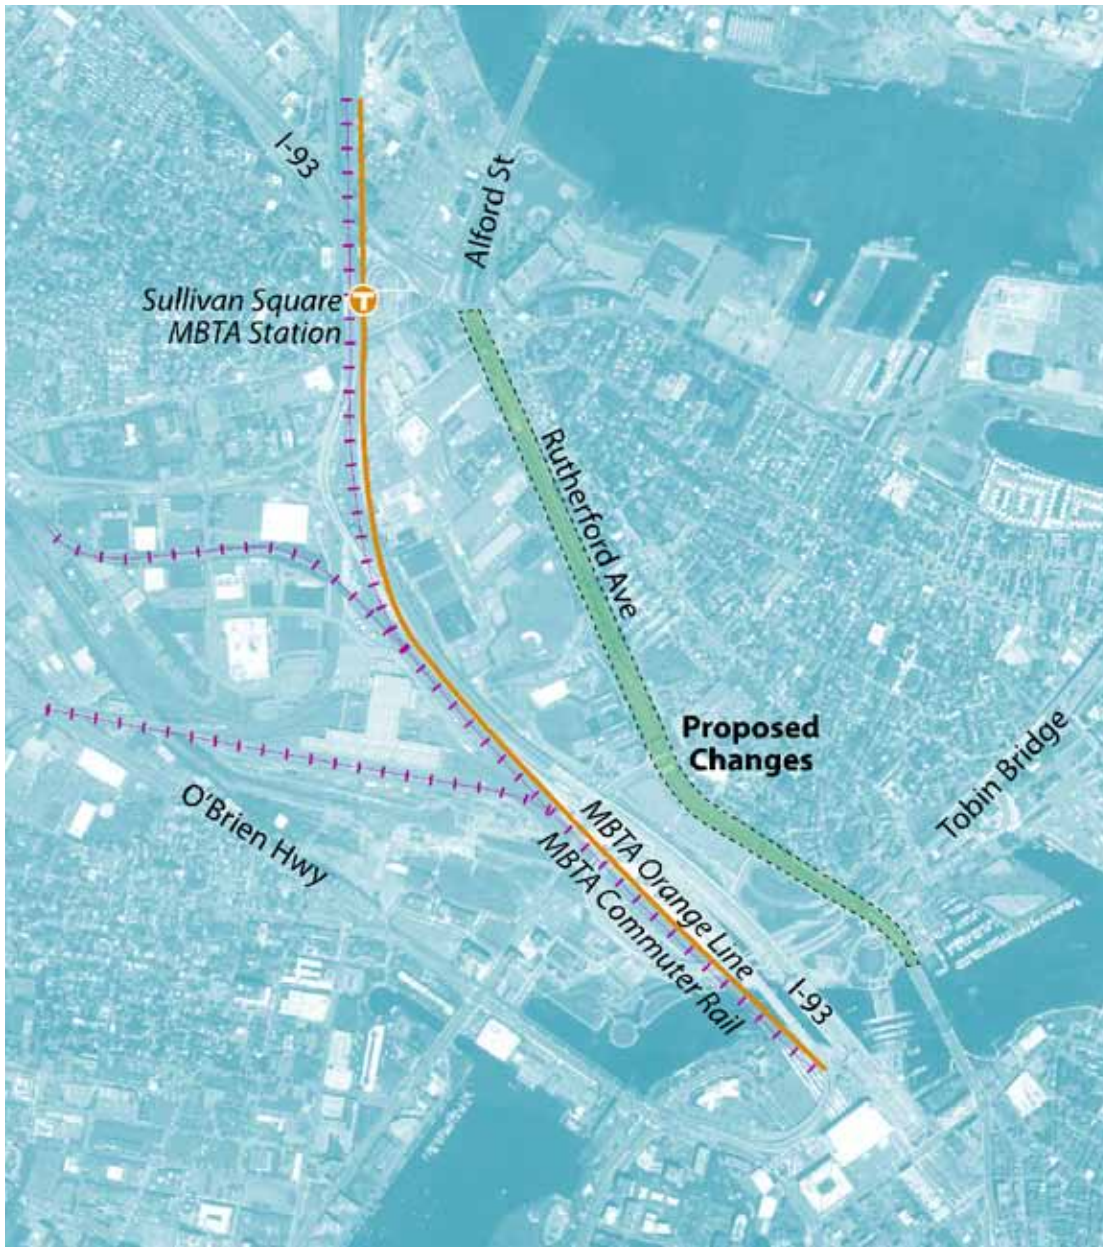 I-93
Alford St
Sullivan Square
MBTA Station
T
Rutherford Ave
Proposed
Changes
Tobin Bridge
O'Brien Hwy
MBTA Orange Line
MBTA Commuter Rail
I-93